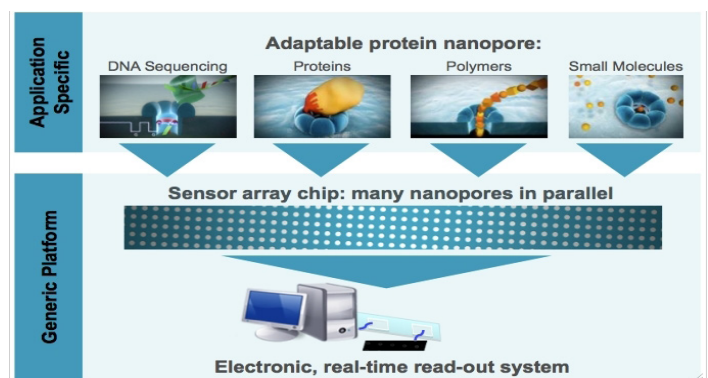 Application
Specific
Adaptable protein nanopore:
DNA Sequencing
Proteins
Polymers
Small Molecules
Generic Platform
Sensor array chip: many nanopores in parallel
Electronic, real-time read-out system